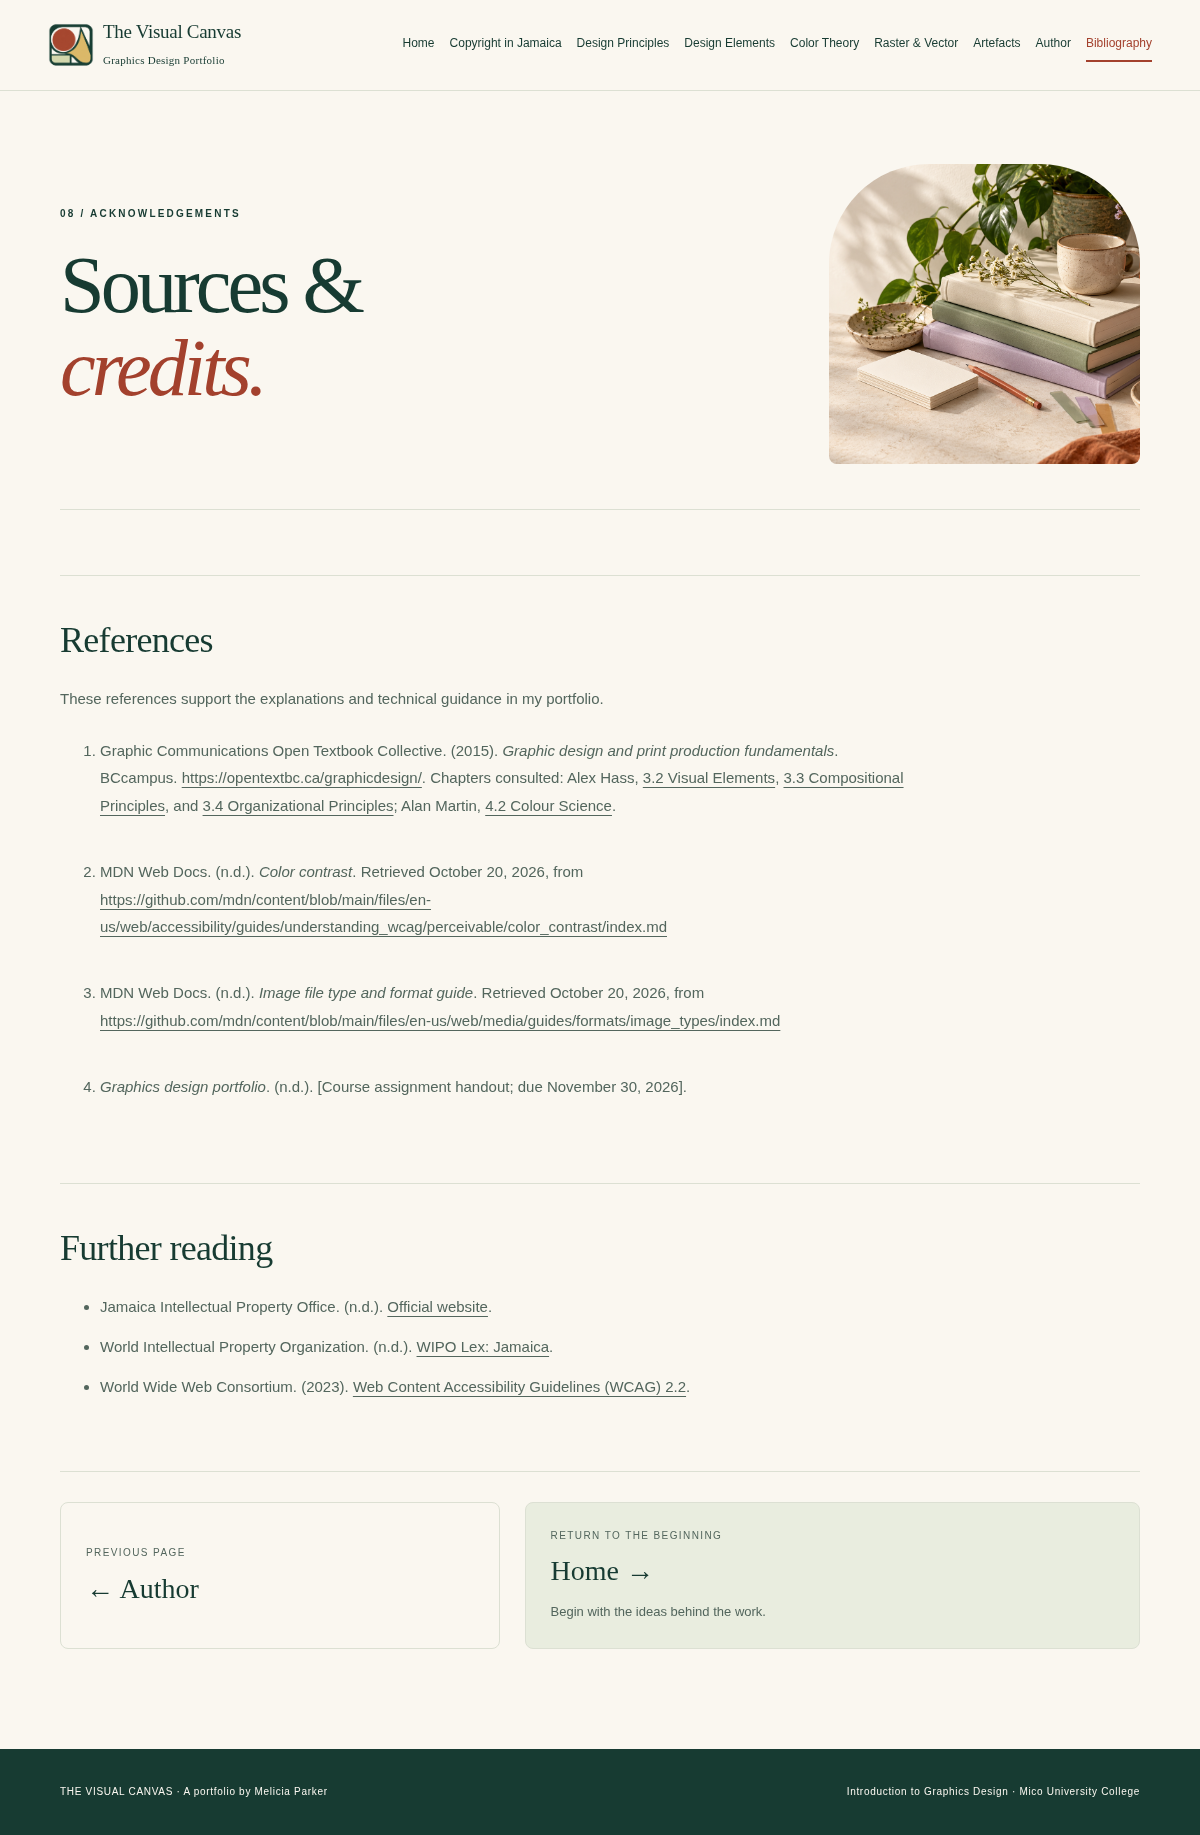 The Visual Canvas
Graphics Design Portfolio
Home Copyright in Jamaica Design Principles Design Elements Color Theory Raster & Vector Artefacts Author Bibliography
08 / ACKNOWLEDGEMENTS
Sources &
credits.
References
These references support the explanations and technical guidance in my portfolio.
1. Graphic Communications Open Textbook Collective. (2015). Graphic design and print production fundamentals.
BCcampus. https://opentextbc.ca/graphicdesign/. Chapters consulted: Alex Hass, 3.2 Visual Elements, 3.3 Compositional
Principles, and 3.4 Organizational Principles; Alan Martin, 4.2 Colour Science.
2. MDN Web Docs. (n.d.). Color contrast. Retrieved October 20, 2026, from
https://github.com/mdn/content/blob/main/files/en-
us/web/accessibility/guides/understanding_wcag/perceivable/color_contrast/index.md
3. MDN Web Docs. (n.d.). Image file type and format guide. Retrieved October 20, 2026, from
https://github.com/mdn/content/blob/main/files/en-us/web/media/guides/formats/image_types/index.md
4. Graphics design portfolio. (n.d.). [Course assignment handout; due November 30, 2026].
Further reading
• Jamaica Intellectual Property Office. (n.d.). Official website.
• World Intellectual Property Organization. (n.d.). WIPO Lex: Jamaica.
• World Wide Web Consortium. (2023). Web Content Accessibility Guidelines (WCAG) 2.2.
PREVIOUS PAGE
← Author
RETURN TO THE BEGINNING
Home →
Begin with the ideas behind the work.
THE VISUAL CANVAS · A portfolio by Melicia Parker
Introduction to Graphics Design · Mico University College